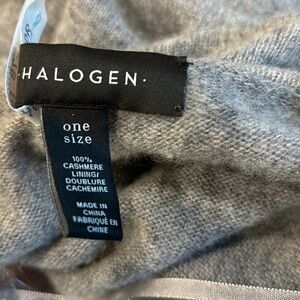 ·HALOGEN·
one
size
100%
CASHMERE
LINING/
DOUBLURE
CACHEMIRE
MADE IN
CHINA
FABRIQUÉ EN
CHINE